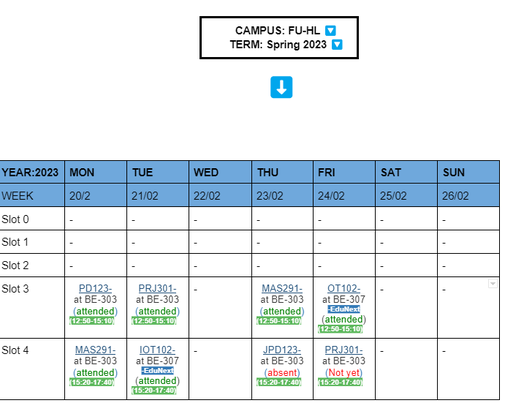 CAMPUS: FU-HL
TERM: Spring 2023
YEAR:2023 MON TUE WED THU FRI SAT SUN
WEEK 20/2 21/02 22/02 23/02 24/02 25/02 26/02
Slot 0 - - - - - - -
Slot 1 - - - - - - -
Slot 2 - - - - - - -
Slot 3 PD123- PRJ301- - MAS291- OT102- - -
at BE-303 at BE-303 at BE-303 at BE-307
(attended) (attended) (attended) -EduNext
(12:50-15:10) (12:50-15:10) (12:50-15:10) (attended)
(12:50-15:10)
Slot 4 MAS291- IOT102- - JPD123- PRJ301- - -
at BE-303 at BE-307 at BE-303 at BE-303
(attended) -EduNext (absent) (Not yet)
(15:20-17:40) (attended) (15:20-17:40) (15:20-17:40)
(15:20-17:40)